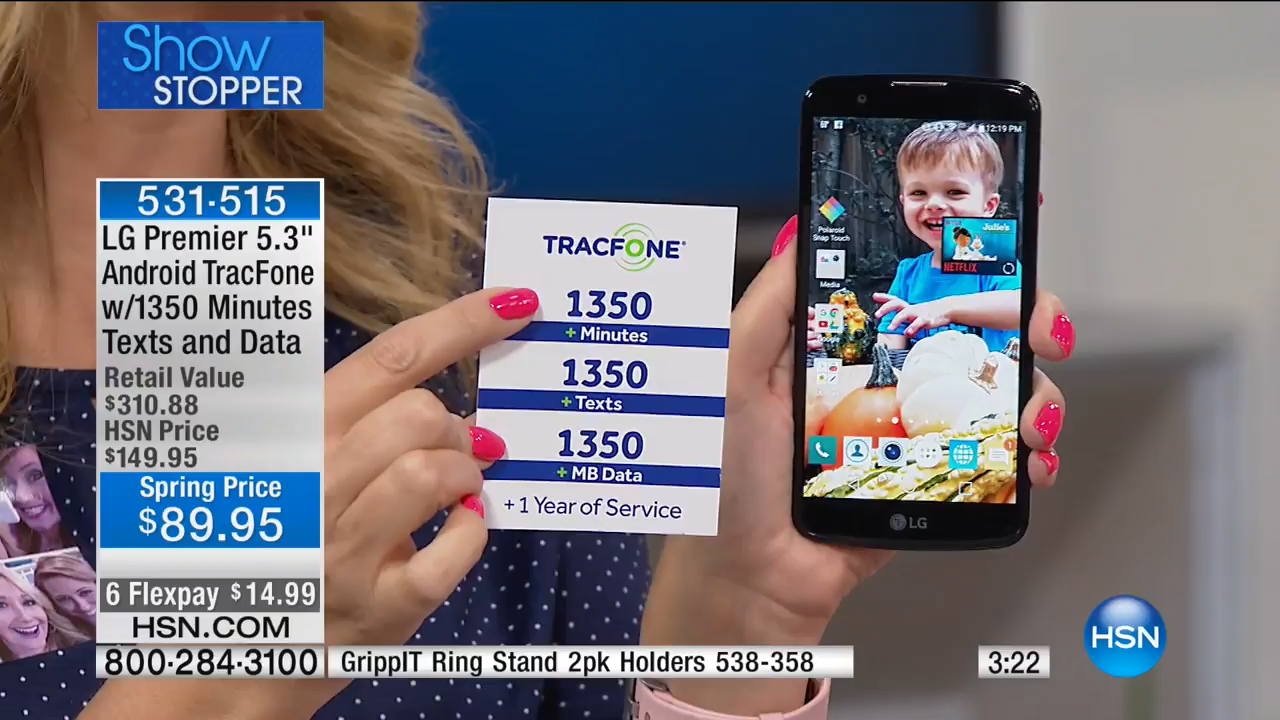 Show
STOPPER
531-515
LG Premier 5.3"
Android TracFone
w/1350 Minutes
Texts and Data
Retail Value
$310.88
HSN Price
$149.95
Spring Price
$89.95
6 Flexpay $14.99
HSN.COM
800-284-3100
GrippIT Ring Stand 2pk Holders 538-358
3:22
HSN
TRACFONE®
1350
+ Minutes
1350
+ Texts
1350
+ MB Data
+ 1 Year of Service
12:19 PM
Polaroid
Snap Touch
Media
Google
Julie's
NETFLIX
LG